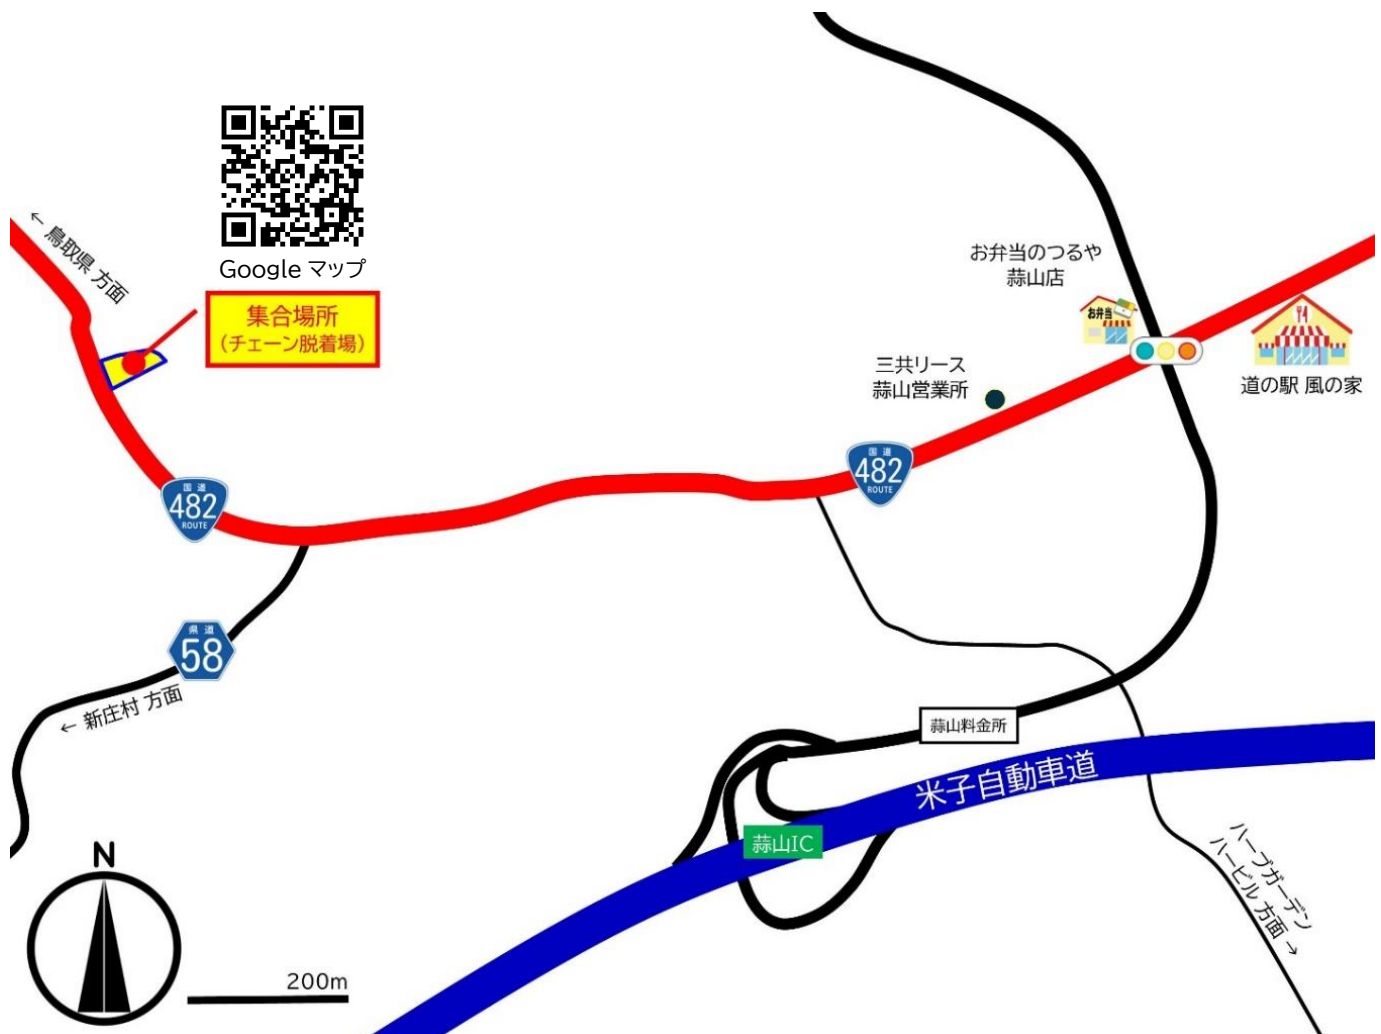 Google マップ
← 鳥取県 方面
集合場所
（チェーン脱着場）
お弁当のつるや
蒜山店
お弁当
道の駅 風の家
三共リース
蒜山営業所
国道
482
ROUTE
国道
482
ROUTE
県道
58
← 新庄村 方面
蒜山料金所
米子自動車道
蒜山IC
ハーブガーデン
ハービル 方面 →
N
200m